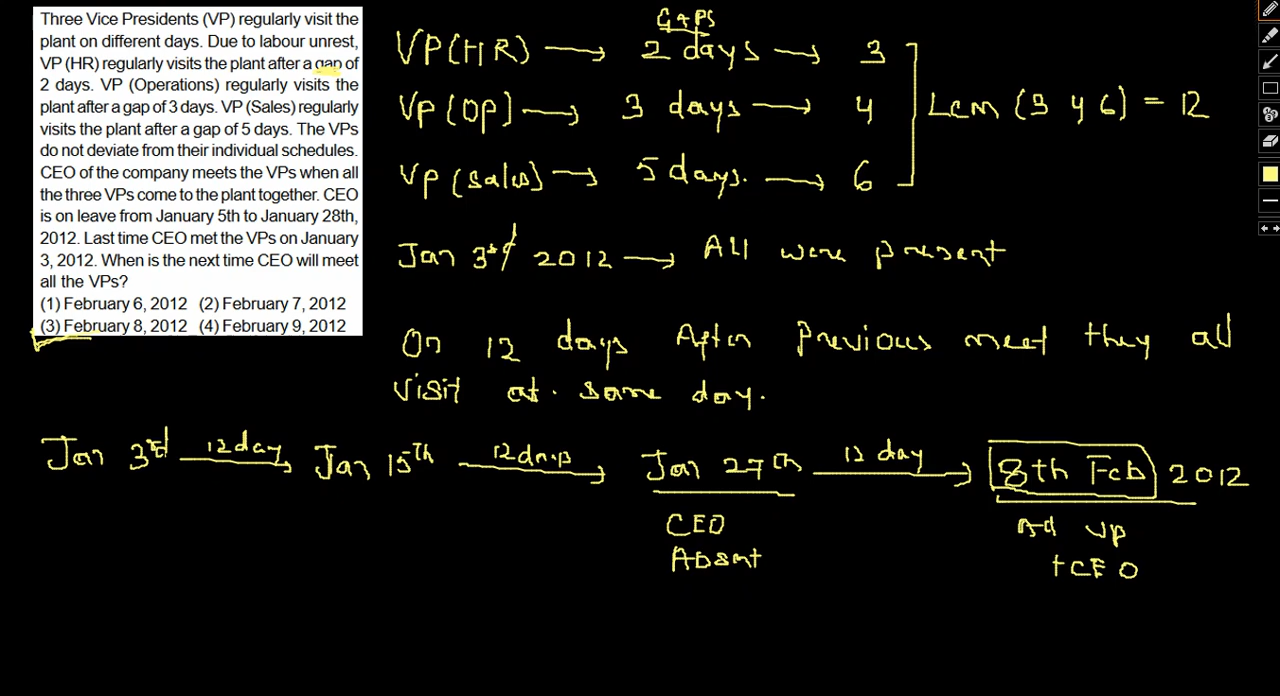 Three Vice Presidents (VP) regularly visit the
plant on different days. Due to labour unrest,
VP (HR) regularly visits the plant after a gap of
2 days. VP (Operations) regularly visits the
plant after a gap of 3 days. VP (Sales) regularly
visits the plant after a gap of 5 days. The VPs
do not deviate from their individual schedules.
CEO of the company meets the VPs when all
the three VPs come to the plant together. CEO
is on leave from January 5th to January 28th,
2012. Last time CEO met the VPs on January
3, 2012. When is the next time CEO will meet
all the VPs?
(1) February 6, 2012 (2) February 7, 2012
(3) February 8, 2012 (4) February 9, 2012
GAPS
VP(HR) → 2 days → 3
VP(OP) → 3 days → 4
VP(Sales) → 5 days. → 6
LCM (3 4 6) = 12
Jan 3rd 2012 → All were present
On 12 days After Previous meet they all
Visit at same day.
Jan 3rd 12day → Jan 15th 12days → Jan 27th 12 day → 8th Feb 2012
CEO
Absent
All VP
+CEO